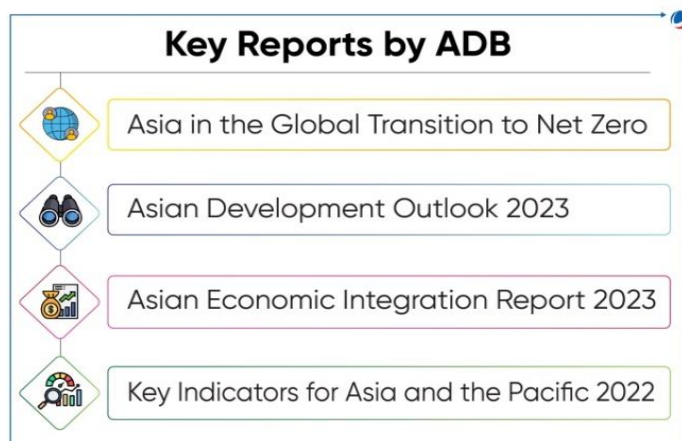 Key Reports by ADB
Asia in the Global Transition to Net Zero
Asian Development Outlook 2023
Asian Economic Integration Report 2023
Key Indicators for Asia and the Pacific 2022